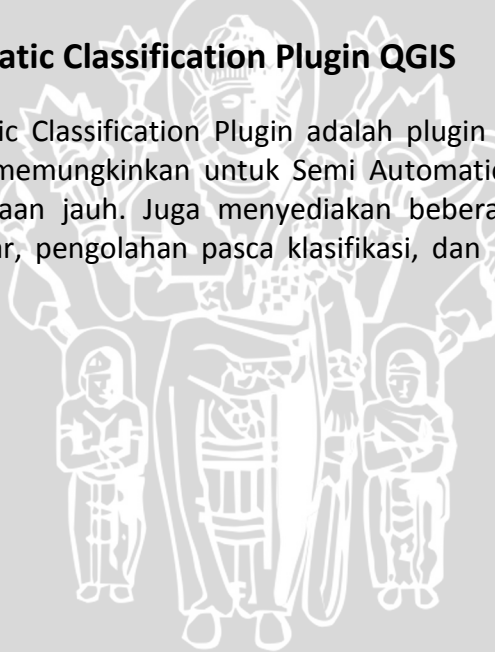 atic Classification Plugin QGIS
ic Classification Plugin adalah plugin
memungkinkan untuk Semi Automatic
aan jauh. Juga menyediakan bebera
ar, pengolahan pasca klasifikasi, dan